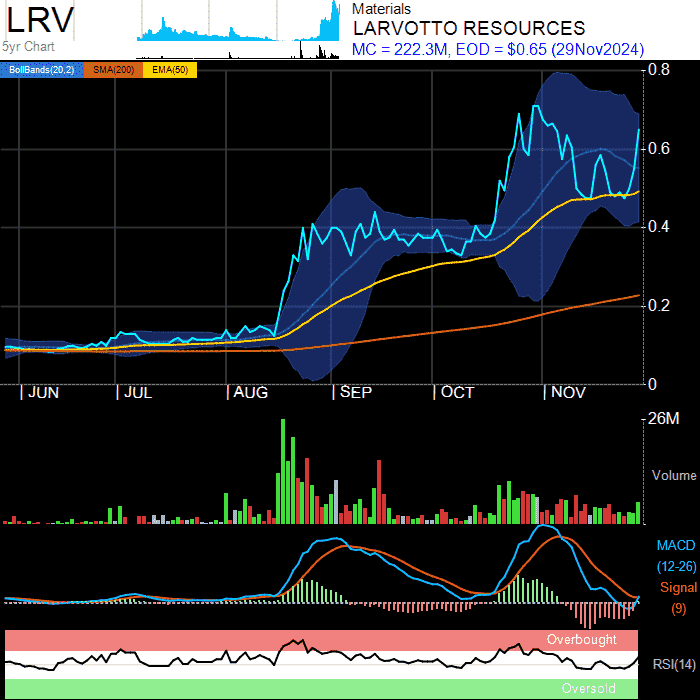 LRV
5yr Chart
Materials
LARVOTTO RESOURCES
MC = 222.3M, EOD = $0.65 (29Nov2024)
BollBands(20,2) SMA(200) EMA(50)
0.8
0.6
0.4
0.2
0
JUN JUL AUG SEP OCT NOV
26M
Volume
MACD
(12-26)
Signal
(9)
Overbought
RSI(14)
Oversold